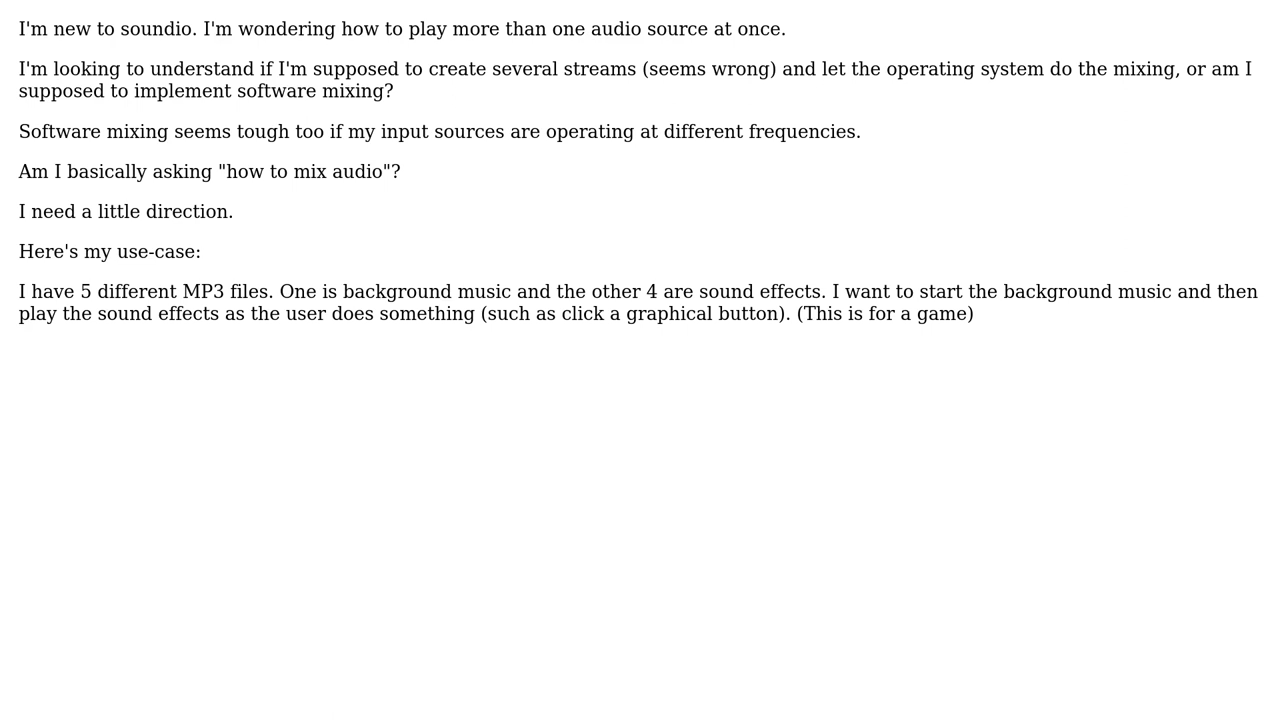 I'm new to soundio. I'm wondering how to play more than one audio source at once.
I'm looking to understand if I'm supposed to create several streams (seems wrong) and let the operating system do the mixing, or am I
supposed to implement software mixing?
Software mixing seems tough too if my input sources are operating at different frequencies.
Am I basically asking "how to mix audio"?
I need a little direction.
Here's my use-case:
I have 5 different MP3 files. One is background music and the other 4 are sound effects. I want to start the background music and then
play the sound effects as the user does something (such as click a graphical button). (This is for a game)